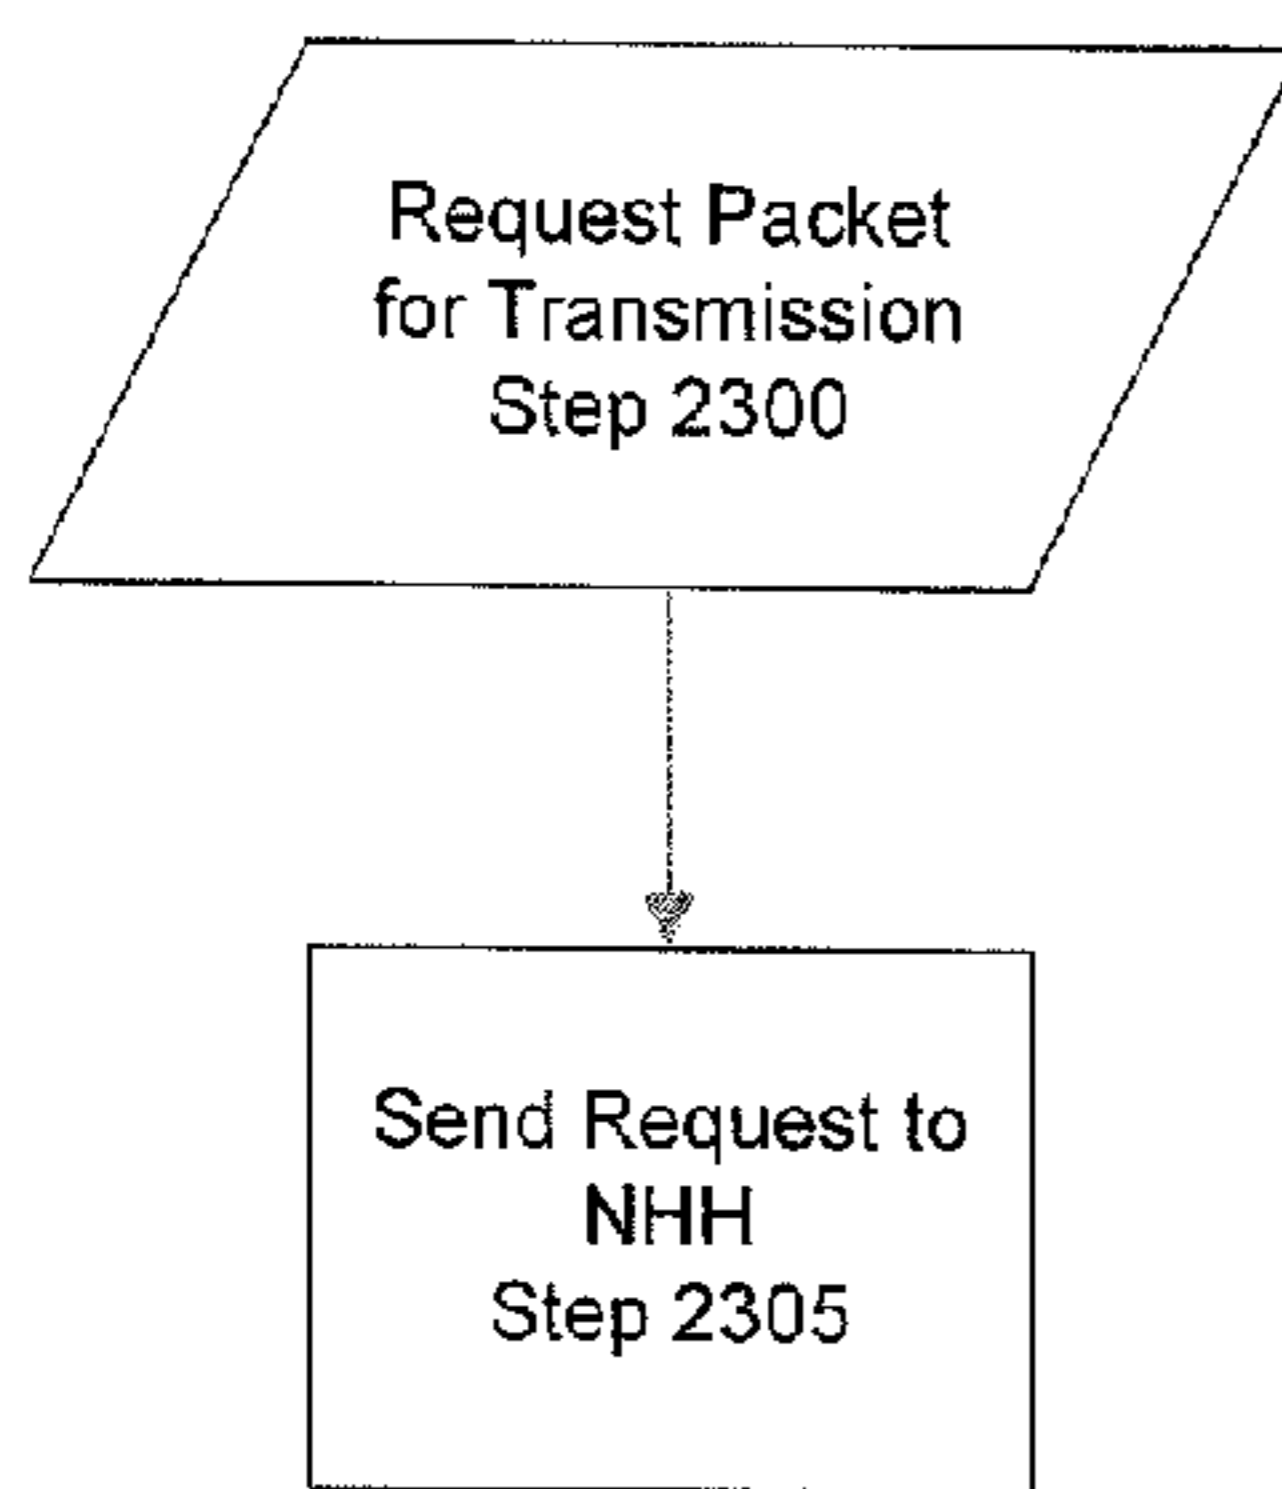 Request Packet
for Transmission
Step 2300
Send Request to
NHH
Step 2305